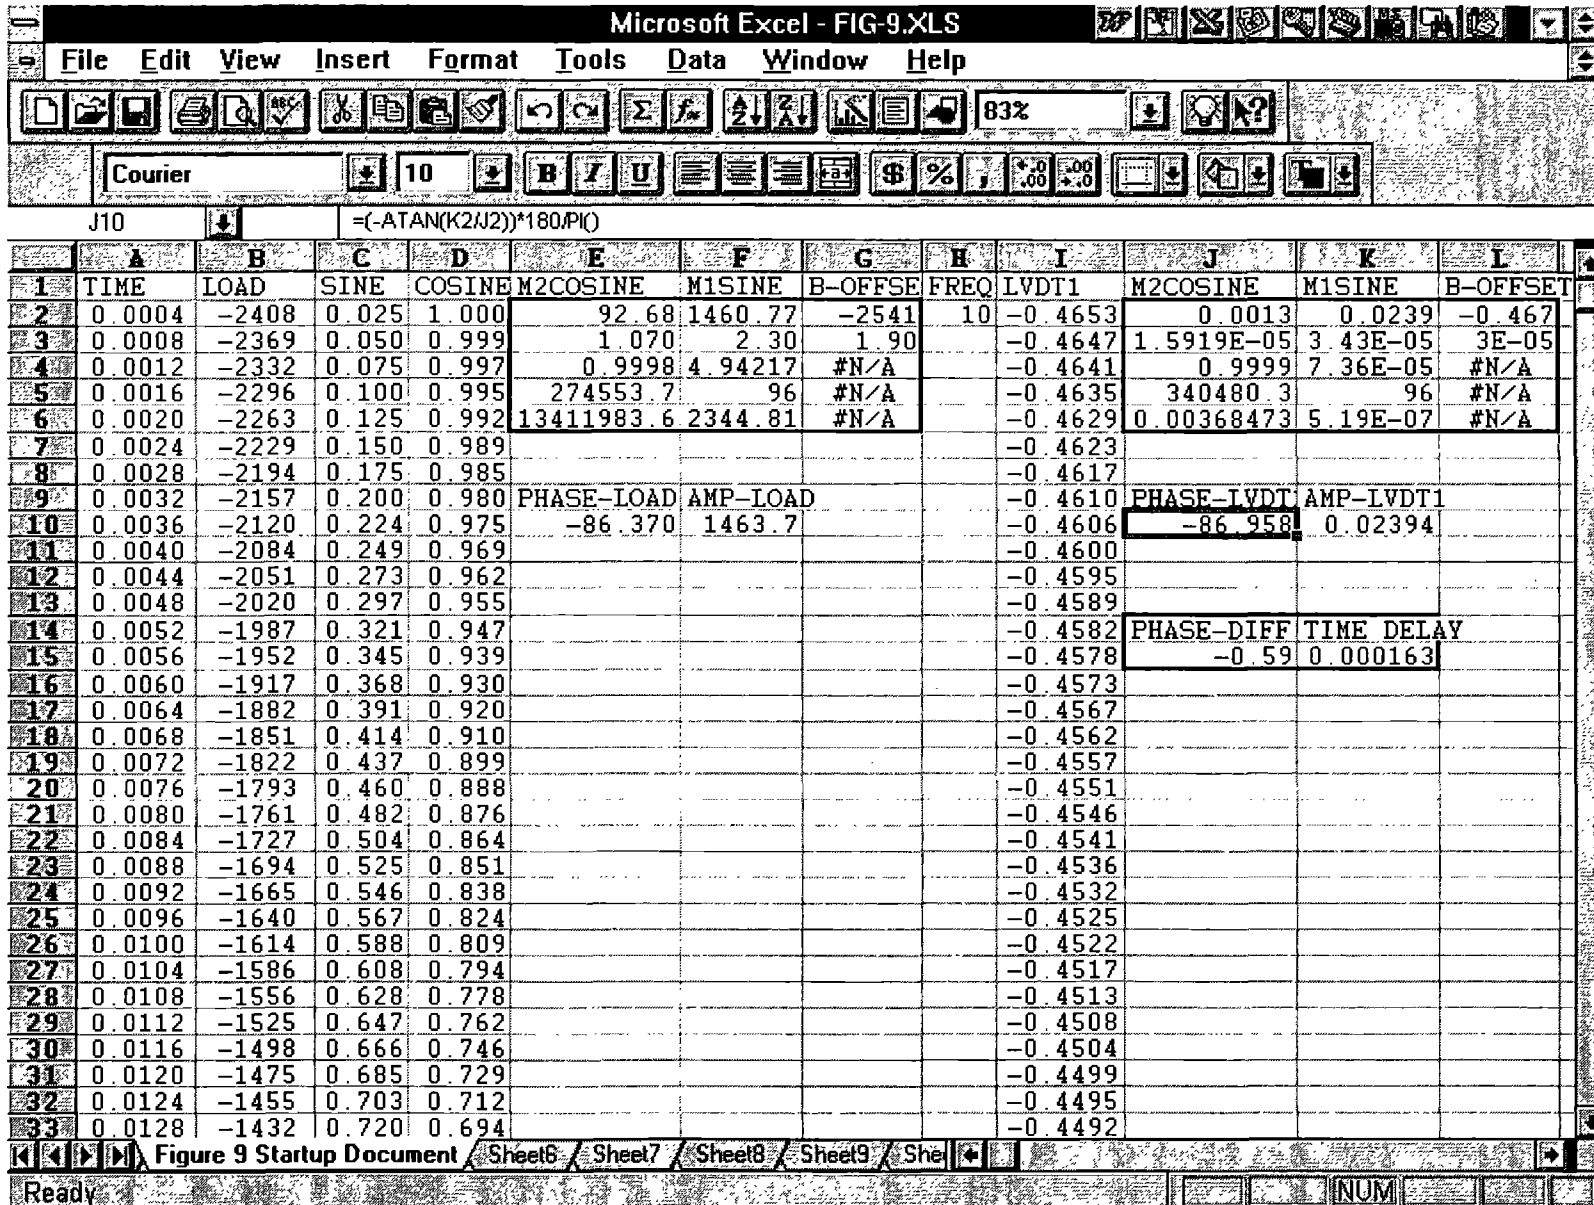 Microsoft Excel - FIG-9.XLS
File Edit View Insert Format Tools Data Window Help
83%
Courier 10 B I U $ % ,
J10 =(-ATAN(K2/J2))*180/PI()
A B C D E F G H I J K L
1 TIME LOAD SINE COSINE M2COSINE M1SINE B-OFFSE FREQ LVDT1 M2COSINE M1SINE B-OFFSET
2 0.0004 -2408 0.025 1.000 92.68 1460.77 -2541 10 -0.4653 0.0013 0.0239 -0.467
3 0.0008 -2369 0.050 0.999 1.070 2.30 1.90 -0.4647 1.5919E-05 3.43E-05 3E-05
4 0.0012 -2332 0.075 0.997 0.9998 4.94217 #N/A -0.4641 0.9999 7.36E-05 #N/A
5 0.0016 -2296 0.100 0.995 274553.7 96 #N/A -0.4635 340480.3 96 #N/A
6 0.0020 -2263 0.125 0.992 13411983.6 2344.81 #N/A -0.4629 0.00368473 5.19E-07 #N/A
7 0.0024 -2229 0.150 0.989 -0.4623
8 0.0028 -2194 0.175 0.985 -0.4617
9 0.0032 -2157 0.200 0.980 PHASE-LOAD AMP-LOAD -0.4610 PHASE-LVDT AMP-LVDT1
10 0.0036 -2120 0.224 0.975 -86.370 1463.7 -0.4606 -86.958 0.02394
11 0.0040 -2084 0.249 0.969 -0.4600
12 0.0044 -2051 0.273 0.962 -0.4595
13 0.0048 -2020 0.297 0.955 -0.4589
14 0.0052 -1987 0.321 0.947 -0.4582 PHASE-DIFF TIME DELAY
15 0.0056 -1952 0.345 0.939 -0.4578 -0.59 0.000163
16 0.0060 -1917 0.368 0.930 -0.4573
17 0.0064 -1882 0.391 0.920 -0.4567
18 0.0068 -1851 0.414 0.910 -0.4562
19 0.0072 -1822 0.437 0.899 -0.4557
20 0.0076 -1793 0.460 0.888 -0.4551
21 0.0080 -1761 0.482 0.876 -0.4546
22 0.0084 -1727 0.504 0.864 -0.4541
23 0.0088 -1694 0.525 0.851 -0.4536
24 0.0092 -1665 0.546 0.838 -0.4532
25 0.0096 -1640 0.567 0.824 -0.4525
26 0.0100 -1614 0.588 0.809 -0.4522
27 0.0104 -1586 0.608 0.794 -0.4517
28 0.0108 -1556 0.628 0.778 -0.4513
29 0.0112 -1525 0.647 0.762 -0.4508
30 0.0116 -1498 0.666 0.746 -0.4504
31 0.0120 -1475 0.685 0.729 -0.4499
32 0.0124 -1455 0.703 0.712 -0.4495
33 0.0128 -1432 0.720 0.694 -0.4492
Figure 9 Startup Document Sheet6 Sheet7 Sheet8 Sheet9 She
Ready NUM